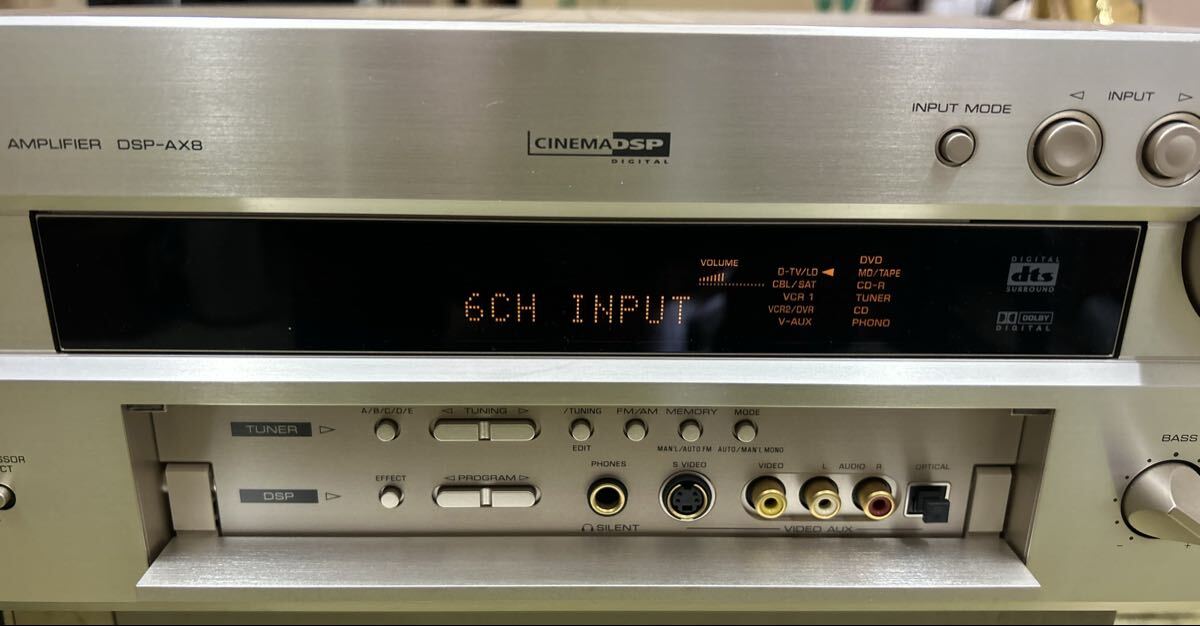 AMPLIFIER DSP-AX8
CINEMA DSP
DIGITAL
INPUT MODE
INPUT
VOLUME
6CH INPUT
D-TV/LD
CBL/SAT
VCR 1
VCR2/DVR
V-AUX
DVD
MD/TAPE
CD-R
TUNER
CD
PHONO
DIGITAL
dts
SURROUND
DOLBY
DIGITAL
TUNER
A/B/C/D/E
TUNING
/TUNING
EDIT
FM/AM
MEMORY
MAN'L/AUTO FM
MODE
AUTO/MAN'L MONO
DSP
EFFECT
PROGRAM
PHONES
SILENT
S VIDEO
VIDEO
L AUDIO R
OPTICAL
VIDEO AUX
BASS
- +